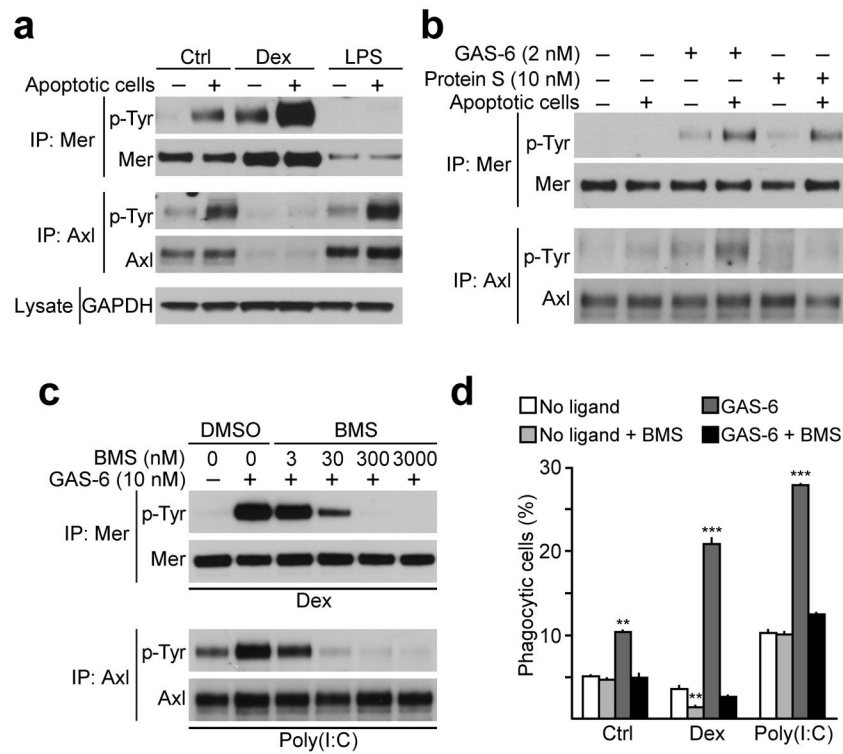 a
Ctrl Dex LPS
Apoptotic cells – + – + – +
IP: Mer
p-Tyr
Mer
IP: Axl
p-Tyr
Axl
Lysate GAPDH
b
GAS-6 (2 nM) – – + + – –
Protein S (10 nM) – – – – + +
Apoptotic cells – + – + – +
IP: Mer
p-Tyr
Mer
IP: Axl
p-Tyr
Axl
c
DMSO BMS
BMS (nM) 0 0 3 30 300 3000
GAS-6 (10 nM) – + + + + +
IP: Mer
p-Tyr
Mer
Dex
IP: Axl
p-Tyr
Axl
Poly(I:C)
d
No ligand GAS-6
No ligand + BMS GAS-6 + BMS
Phagocytic cells (%)
30
20
10
** *** ** ***
Ctrl Dex Poly(I:C)